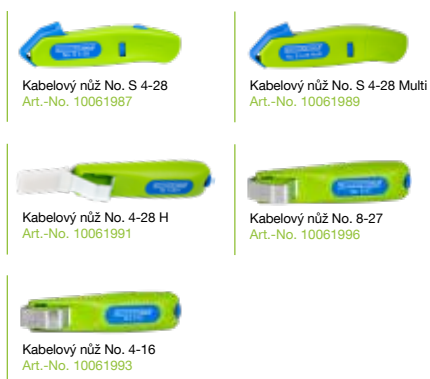 Kabelový nůž No. S 4-28
Art.-No. 10061987
Kabelový nůž No. S 4-28 Multi
Art.-No. 10061989
Kabelový nůž No. 4-28 H
Art.-No. 10061991
Kabelový nůž No. 8-27
Art.-No. 10061996
Kabelový nůž No. 4-16
Art.-No. 10061993